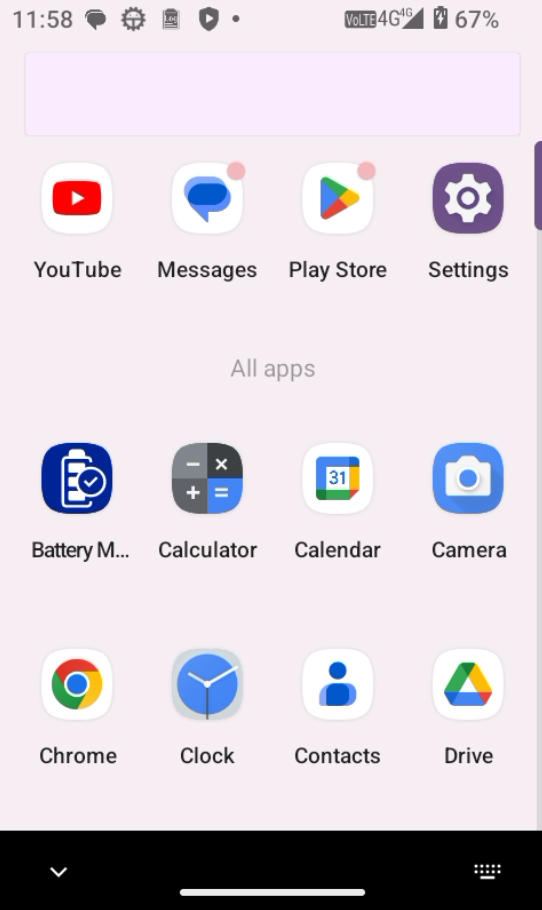 11:58 VoLTE 4G 4G 67%
YouTube Messages Play Store Settings
All apps
31
Battery M... Calculator Calendar Camera
Chrome Clock Contacts Drive